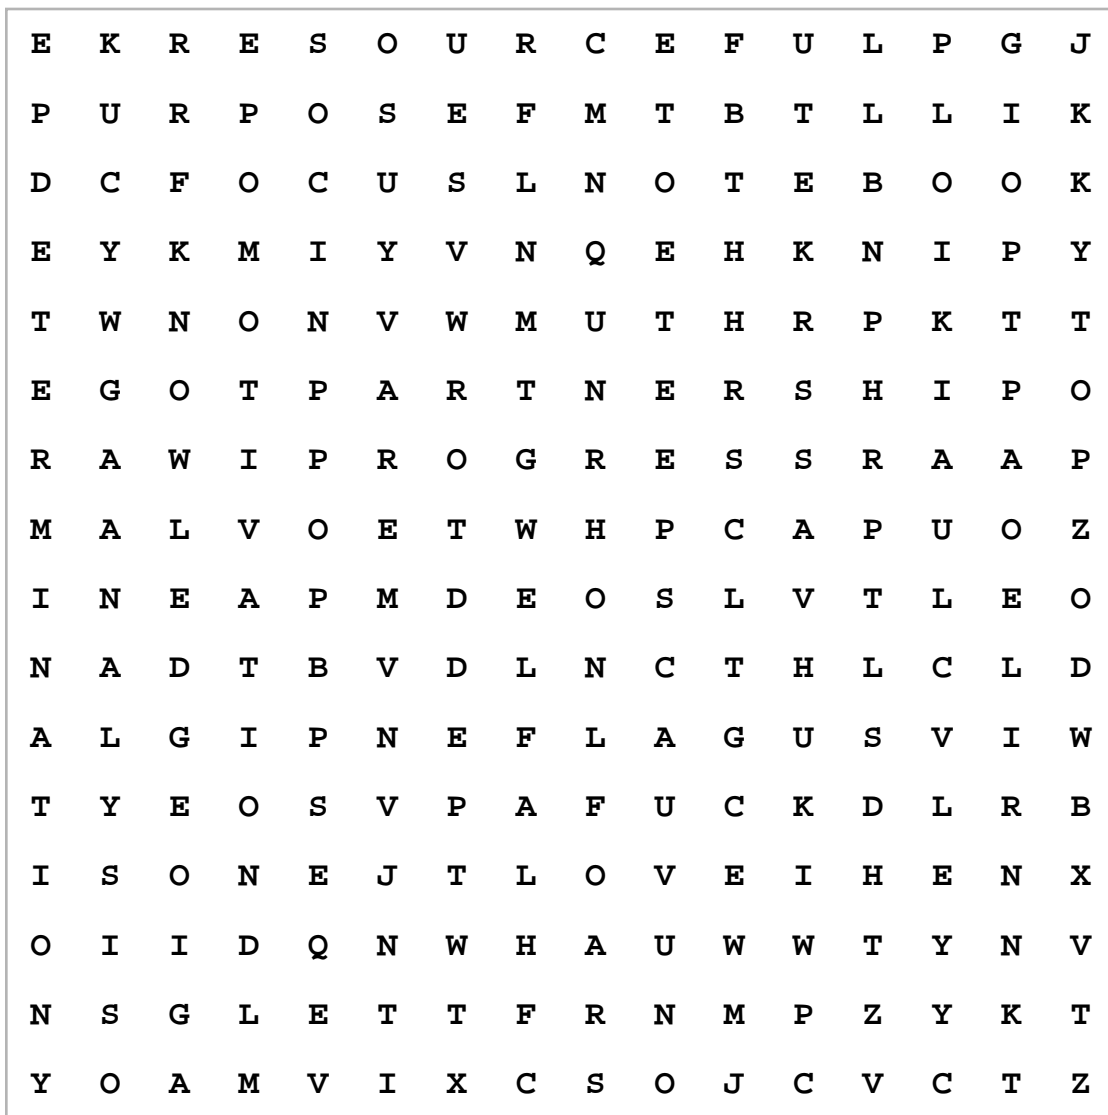 E K R E S O U R C E F U L P G J
P U R P O S E F M T B T L L I K
D C F O C U S L N O T E B O O K
E Y K M I Y V N Q E H K N I P Y
T W N O N V W M U T H R P K T T
E G O T P A R T N E R S H I P O
R A W I P R O G R E S S R A A P
M A L V O E T W H P C A P U O Z
I N E A P M D E O S L V T L E O
N A D T B V D L N C T H L C L D
A L G I P N E F L A G U S V I W
T Y E O S V P A F U C K D L R B
I S O N E J T L O V E I H E N X
O I I D Q N W H A U W W T Y N V
N S G L E T T F R N M P Z Y K T
Y O A M V I X C S O J C V C T Z